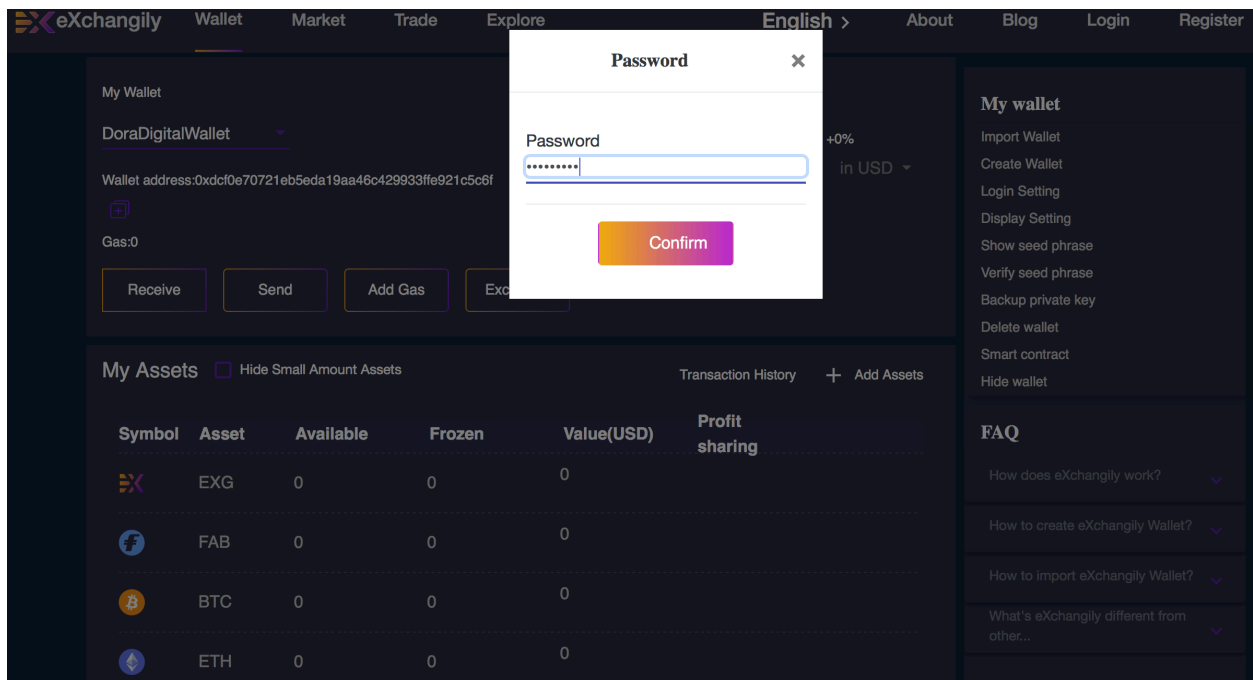 eXchangily Wallet Market Trade Explore English > About Blog Login Register
Password ×
My Wallet
DoraDigitalWallet
Password
+0%
in USD
•••••••••
Wallet address:0xdcf0e70721eb5eda19aa46c429933ffe921c5c6f
Gas:0
Confirm
Receive Send Add Gas Exc
My Assets Hide Small Amount Assets Transaction History + Add Assets
Symbol Asset Available Frozen Value(USD) Profit
sharing
EXG 0 0 0
FAB 0 0 0
BTC 0 0 0
ETH 0 0 0
My wallet
Import Wallet
Create Wallet
Login Setting
Display Setting
Show seed phrase
Verify seed phrase
Backup private key
Delete wallet
Smart contract
Hide wallet
FAQ
How does eXchangily work?
How to create eXchangily Wallet?
How to import eXchangily Wallet?
What's eXchangily different from
other...